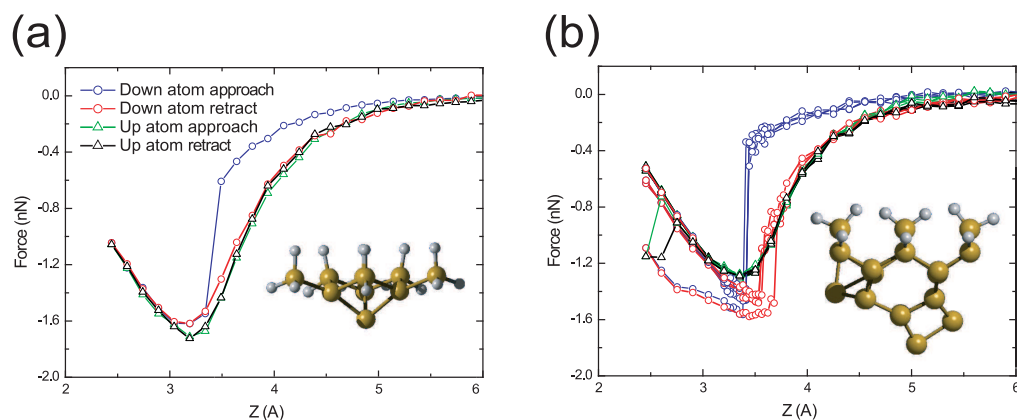 (a)
Down atom approach
Down atom retract
Up atom approach
Up atom retract
0.0
-0.4
-0.8
-1.2
-1.6
-2.0
Force (nN)
2 3 4 5 6
Z (A)
(b)
0.0
-0.4
-0.8
-1.2
-1.6
-2.0
Force (nN)
2 3 4 5 6
Z (A)